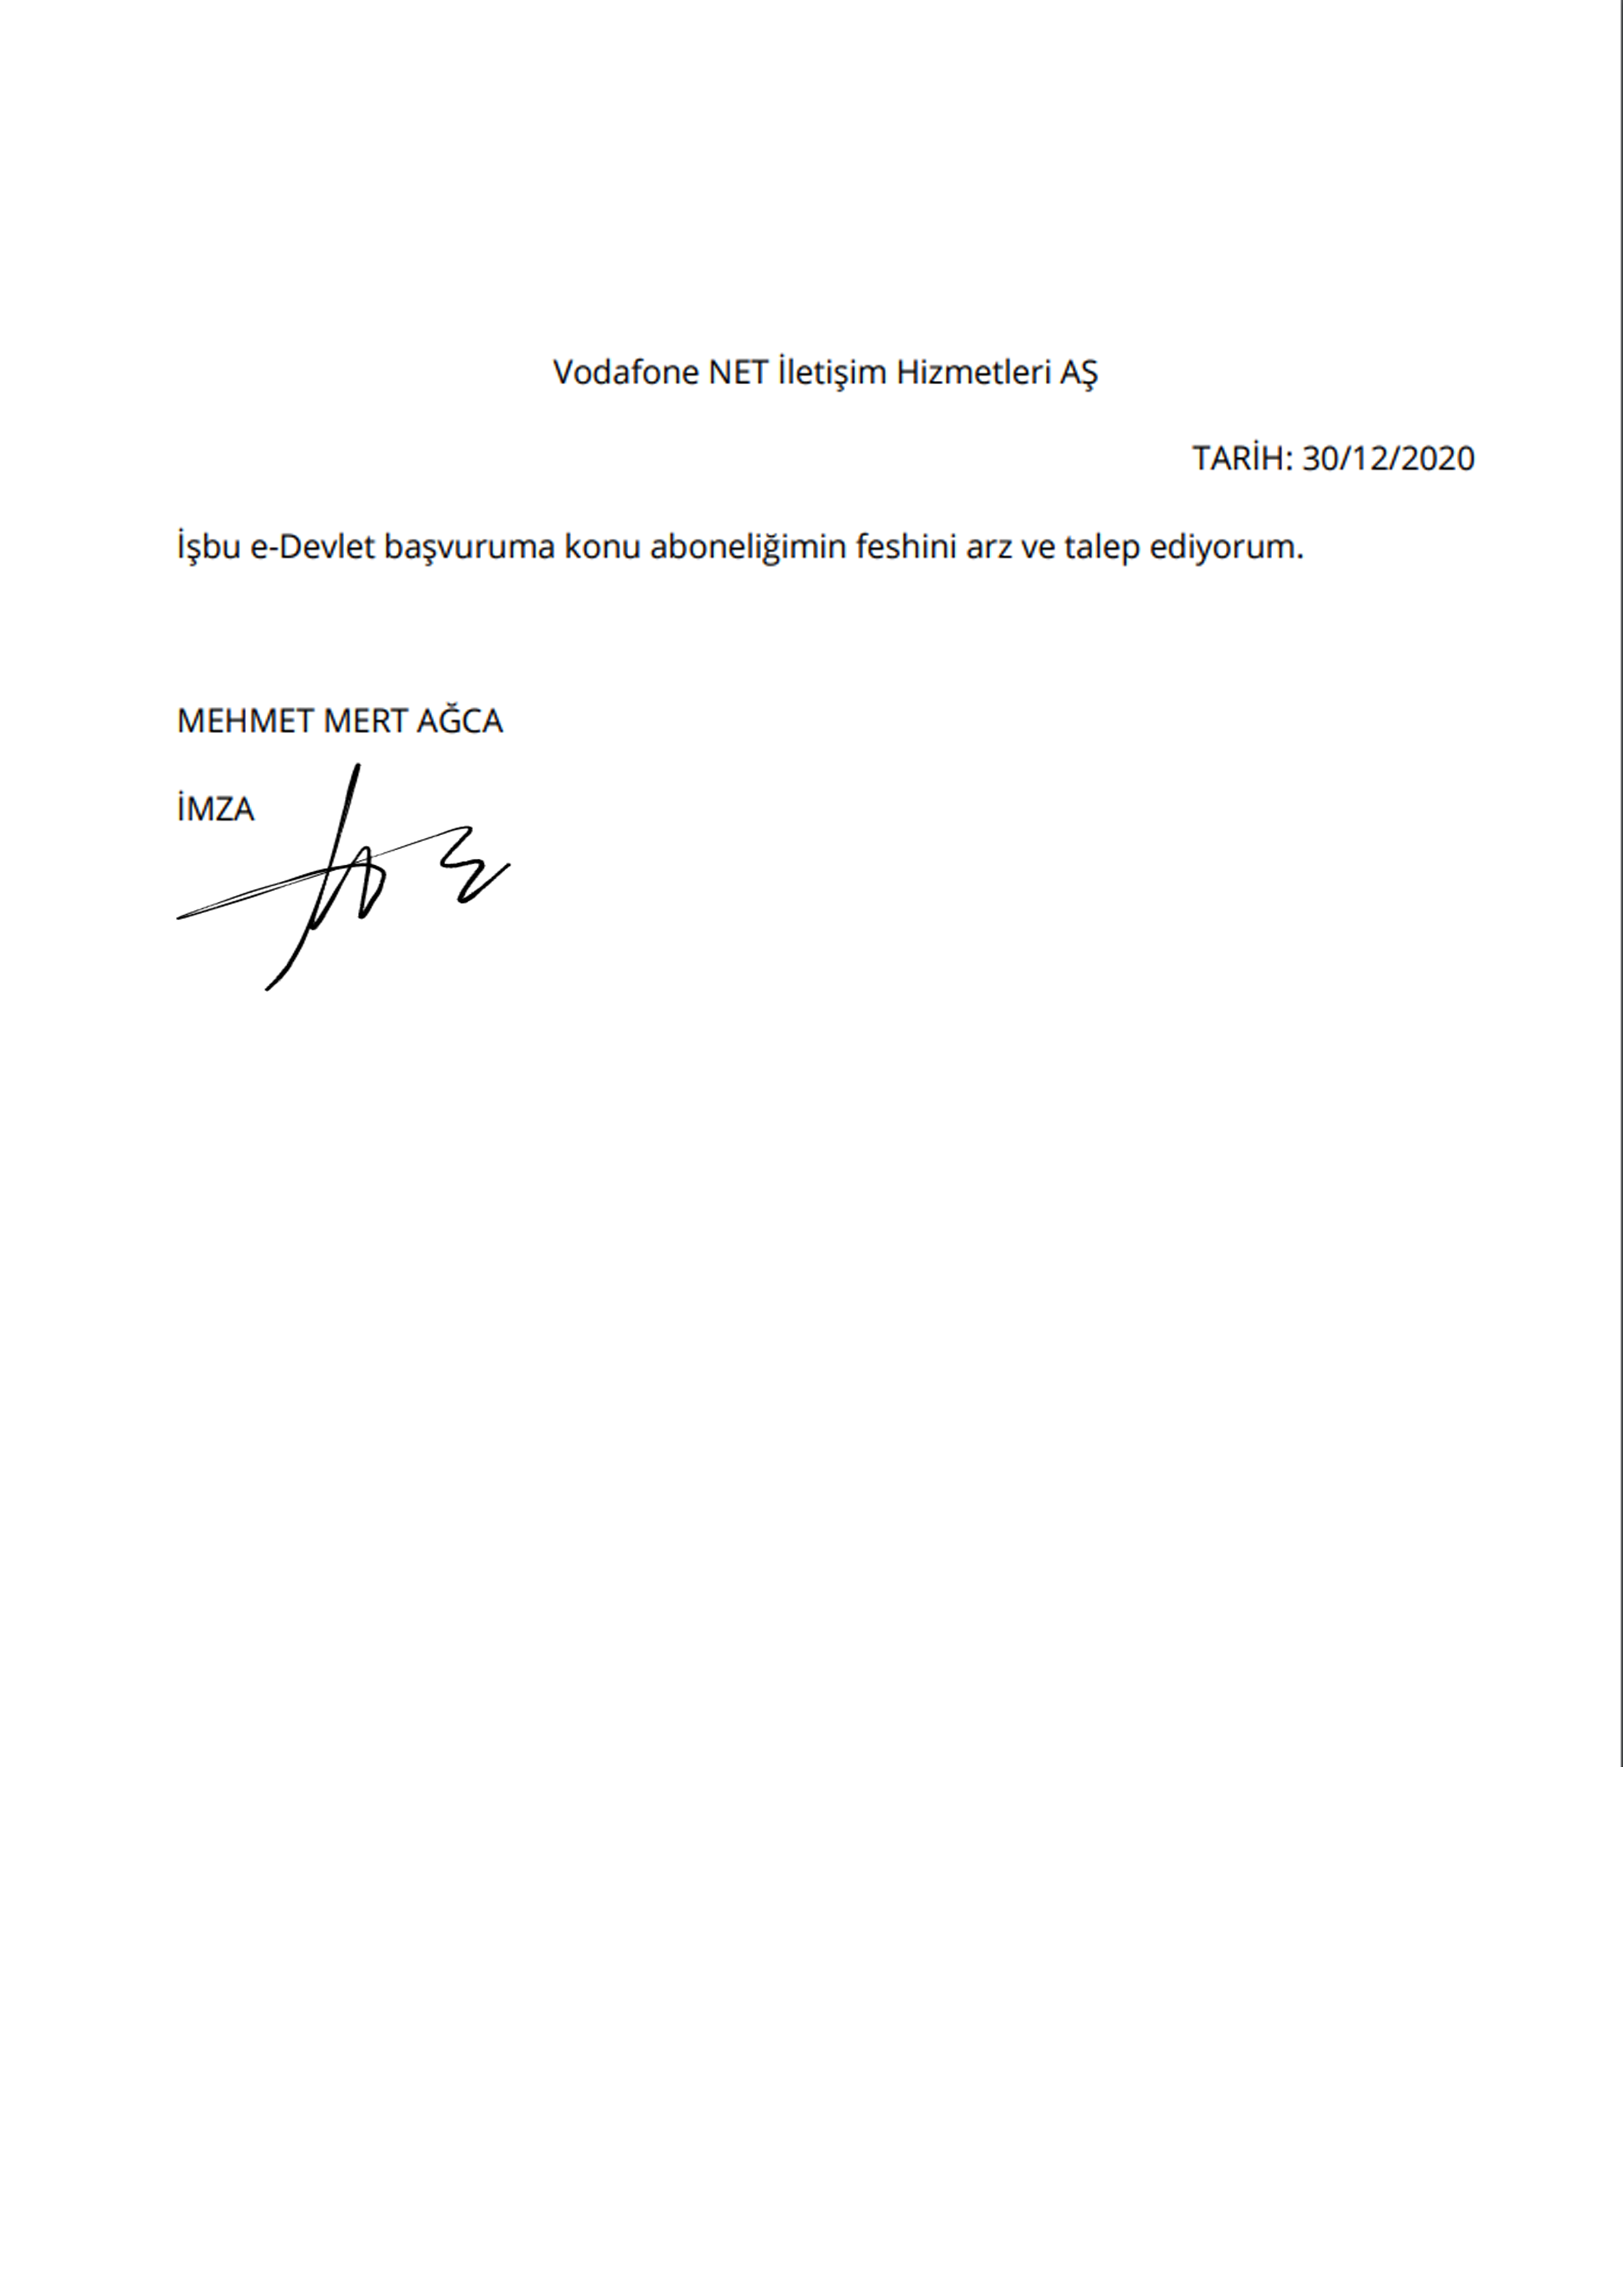 Vodafone NET İletişim Hizmetleri AŞ
TARİH: 30/12/2020
İşbu e-Devlet başvuruma konu aboneliğimin feshini arz ve talep ediyorum.
MEHMET MERT AĞCA
İMZA